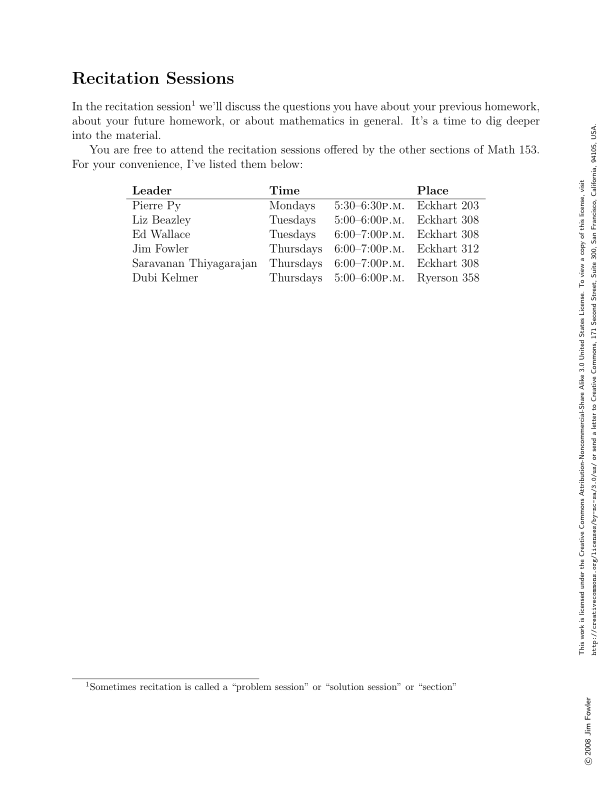 Recitation Sessions
In the recitation session1 we'll discuss the questions you have about your previous homework,
about your future homework, or about mathematics in general. It's a time to dig deeper
into the material.
You are free to attend the recitation sessions offered by the other sections of Math 153.
For your convenience, I've listed them below:
Leader Time Place
Pierre Py Mondays 5:30–6:30P.M. Eckhart 203
Liz Beazley Tuesdays 5:00–6:00P.M. Eckhart 308
Ed Wallace Tuesdays 6:00–7:00P.M. Eckhart 308
Jim Fowler Thursdays 6:00–7:00P.M. Eckhart 312
Saravanan Thiyagarajan Thursdays 6:00–7:00P.M. Eckhart 308
Dubi Kelmer Thursdays 5:00–6:00P.M. Ryerson 358
1Sometimes recitation is called a “problem session” or “solution session” or “section”
This work is licensed under the Creative Commons Attribution-Noncommercial-Share Alike 3.0 United States License. To view a copy of this license, visit
http://creativecommons.org/licenses/by-nc-sa/3.0/us/ or send a letter to Creative Commons, 171 Second Street, Suite 300, San Francisco, California, 94105, USA.
© 2008 Jim Fowler